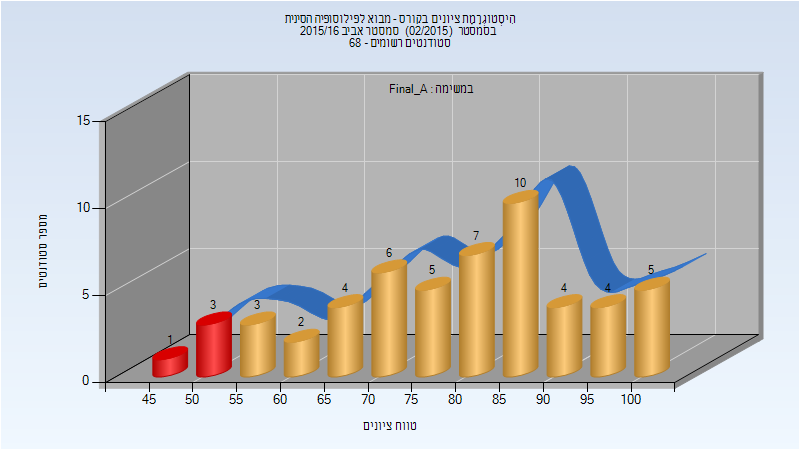 היסטוגרמת ציונים בקורס - מבוא לפילוסופיה הסינית
בסמסטר (02/2015) סמסטר אביב 2015/16
סטודנטים רשומים - 68
במשימה : Final_A
מספר סטודנטים
15
10
5
0
1
3
3
2
4
6
5
7
10
4
4
5
45 50 55 60 65 70 75 80 85 90 95 100
טווח ציונים